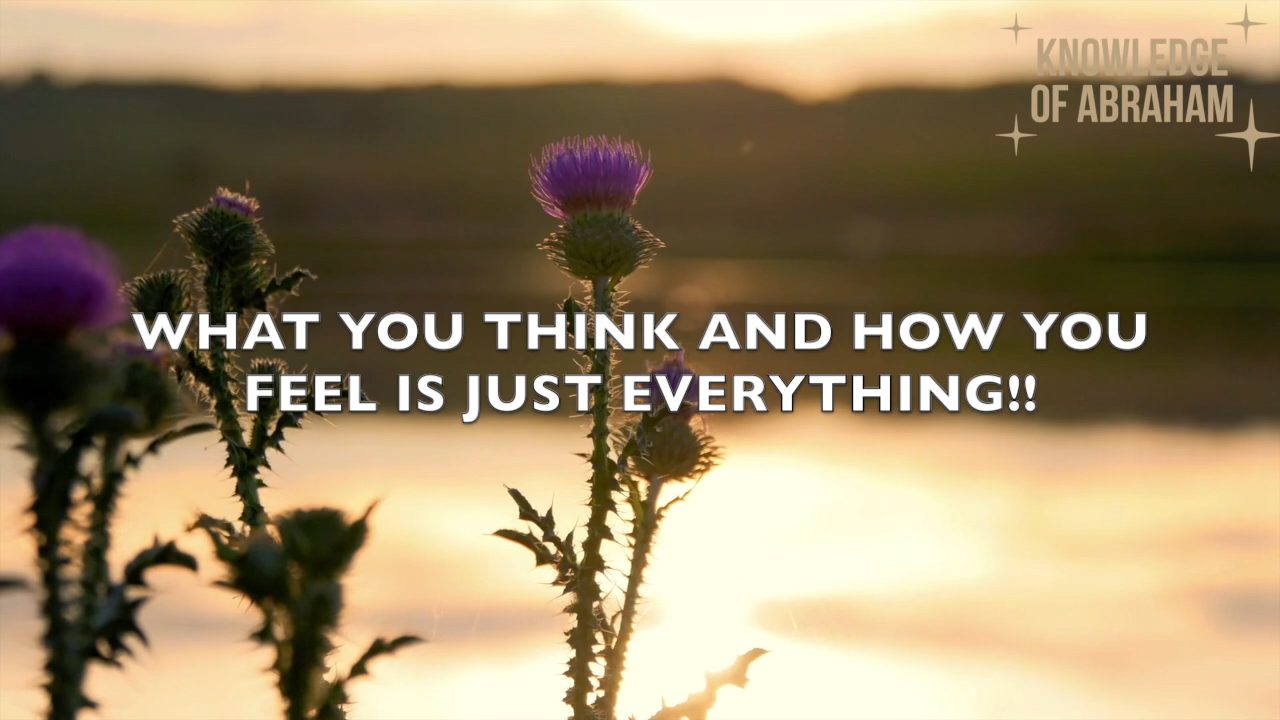 KNOWLEDGE
OF ABRAHAM
WHAT YOU THINK AND HOW YOU
FEEL IS JUST EVERYTHING!!